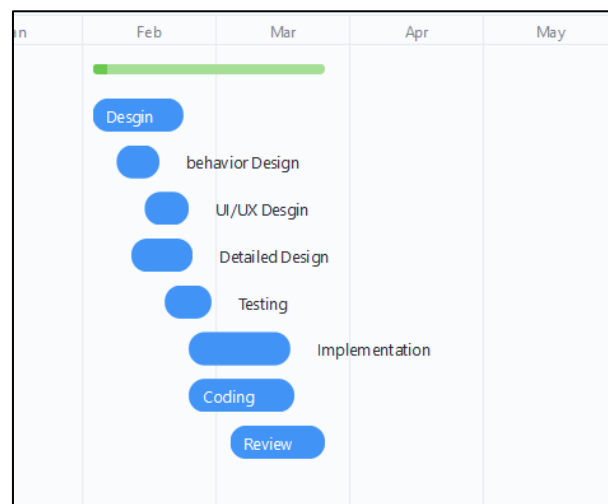 an Feb Mar Apr May
Desgin
behavior Design
UI/UX Desgin
Detailed Design
Testing
Implementation
Coding
Review